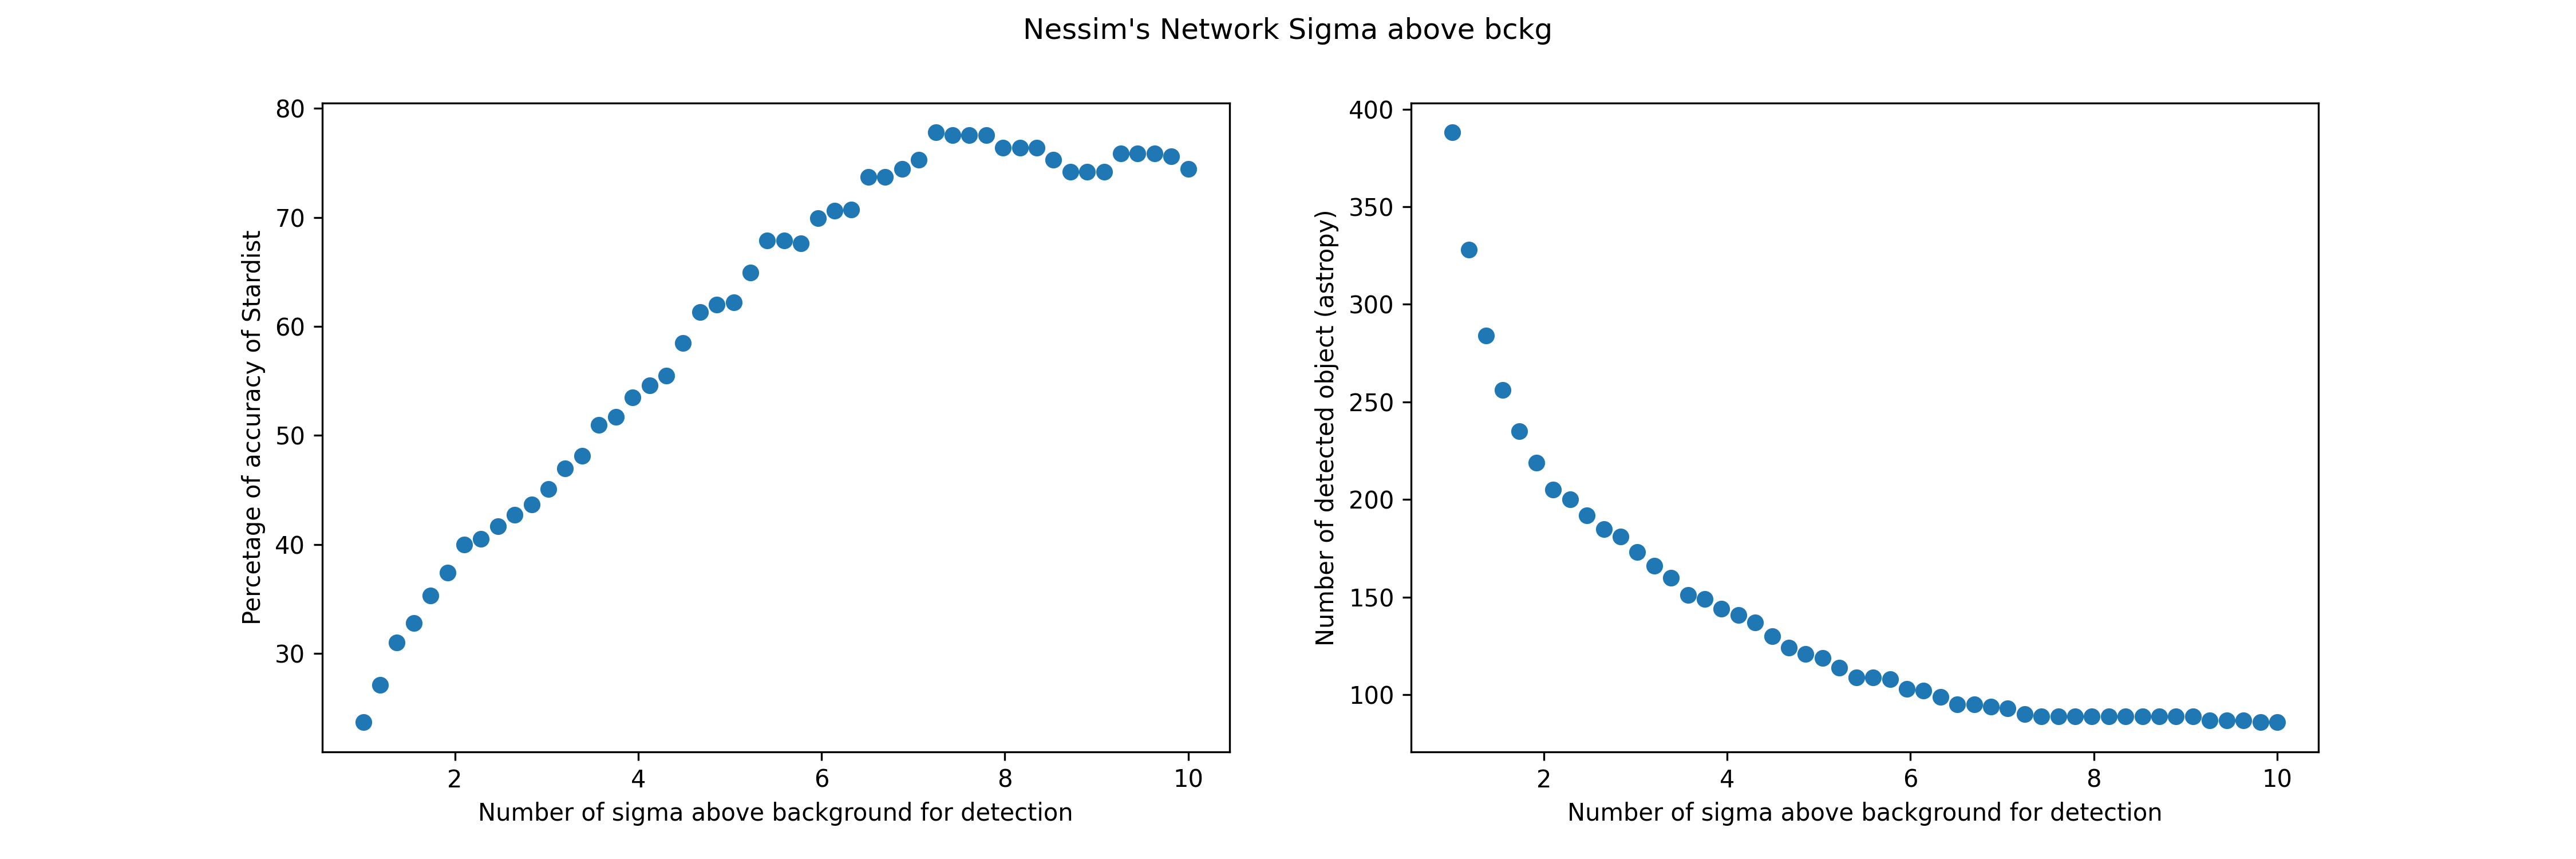 Nessim's Network Sigma above bckg
Percetage of accuracy of Stardist
80
70
60
50
40
30
2 4 6 8 10
Number of sigma above background for detection
Number of detected object (astropy)
400
350
300
250
200
150
100
2 4 6 8 10
Number of sigma above background for detection